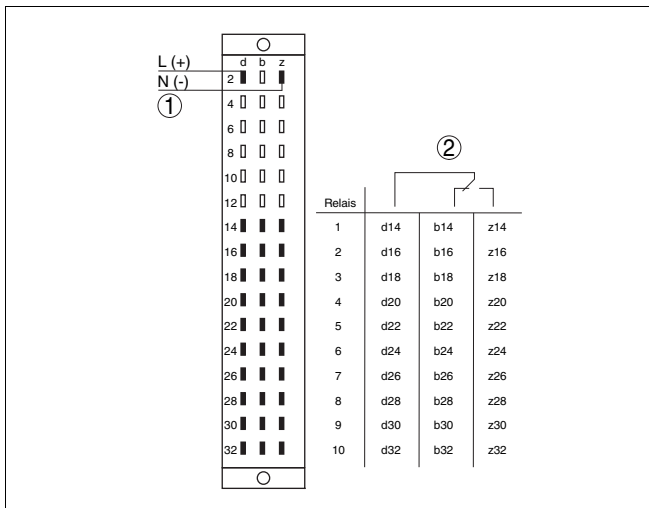 L (+)
d b z
2
N (-)
1
4
6
8
10
12
14
16
18
20
22
24
26
28
30
32
2
Relais
1 d14 b14 z14
2 d16 b16 z16
3 d18 b18 z18
4 d20 b20 z20
5 d22 b22 z22
6 d24 b24 z24
7 d26 b26 z26
8 d28 b28 z28
9 d30 b30 z30
10 d32 b32 z32